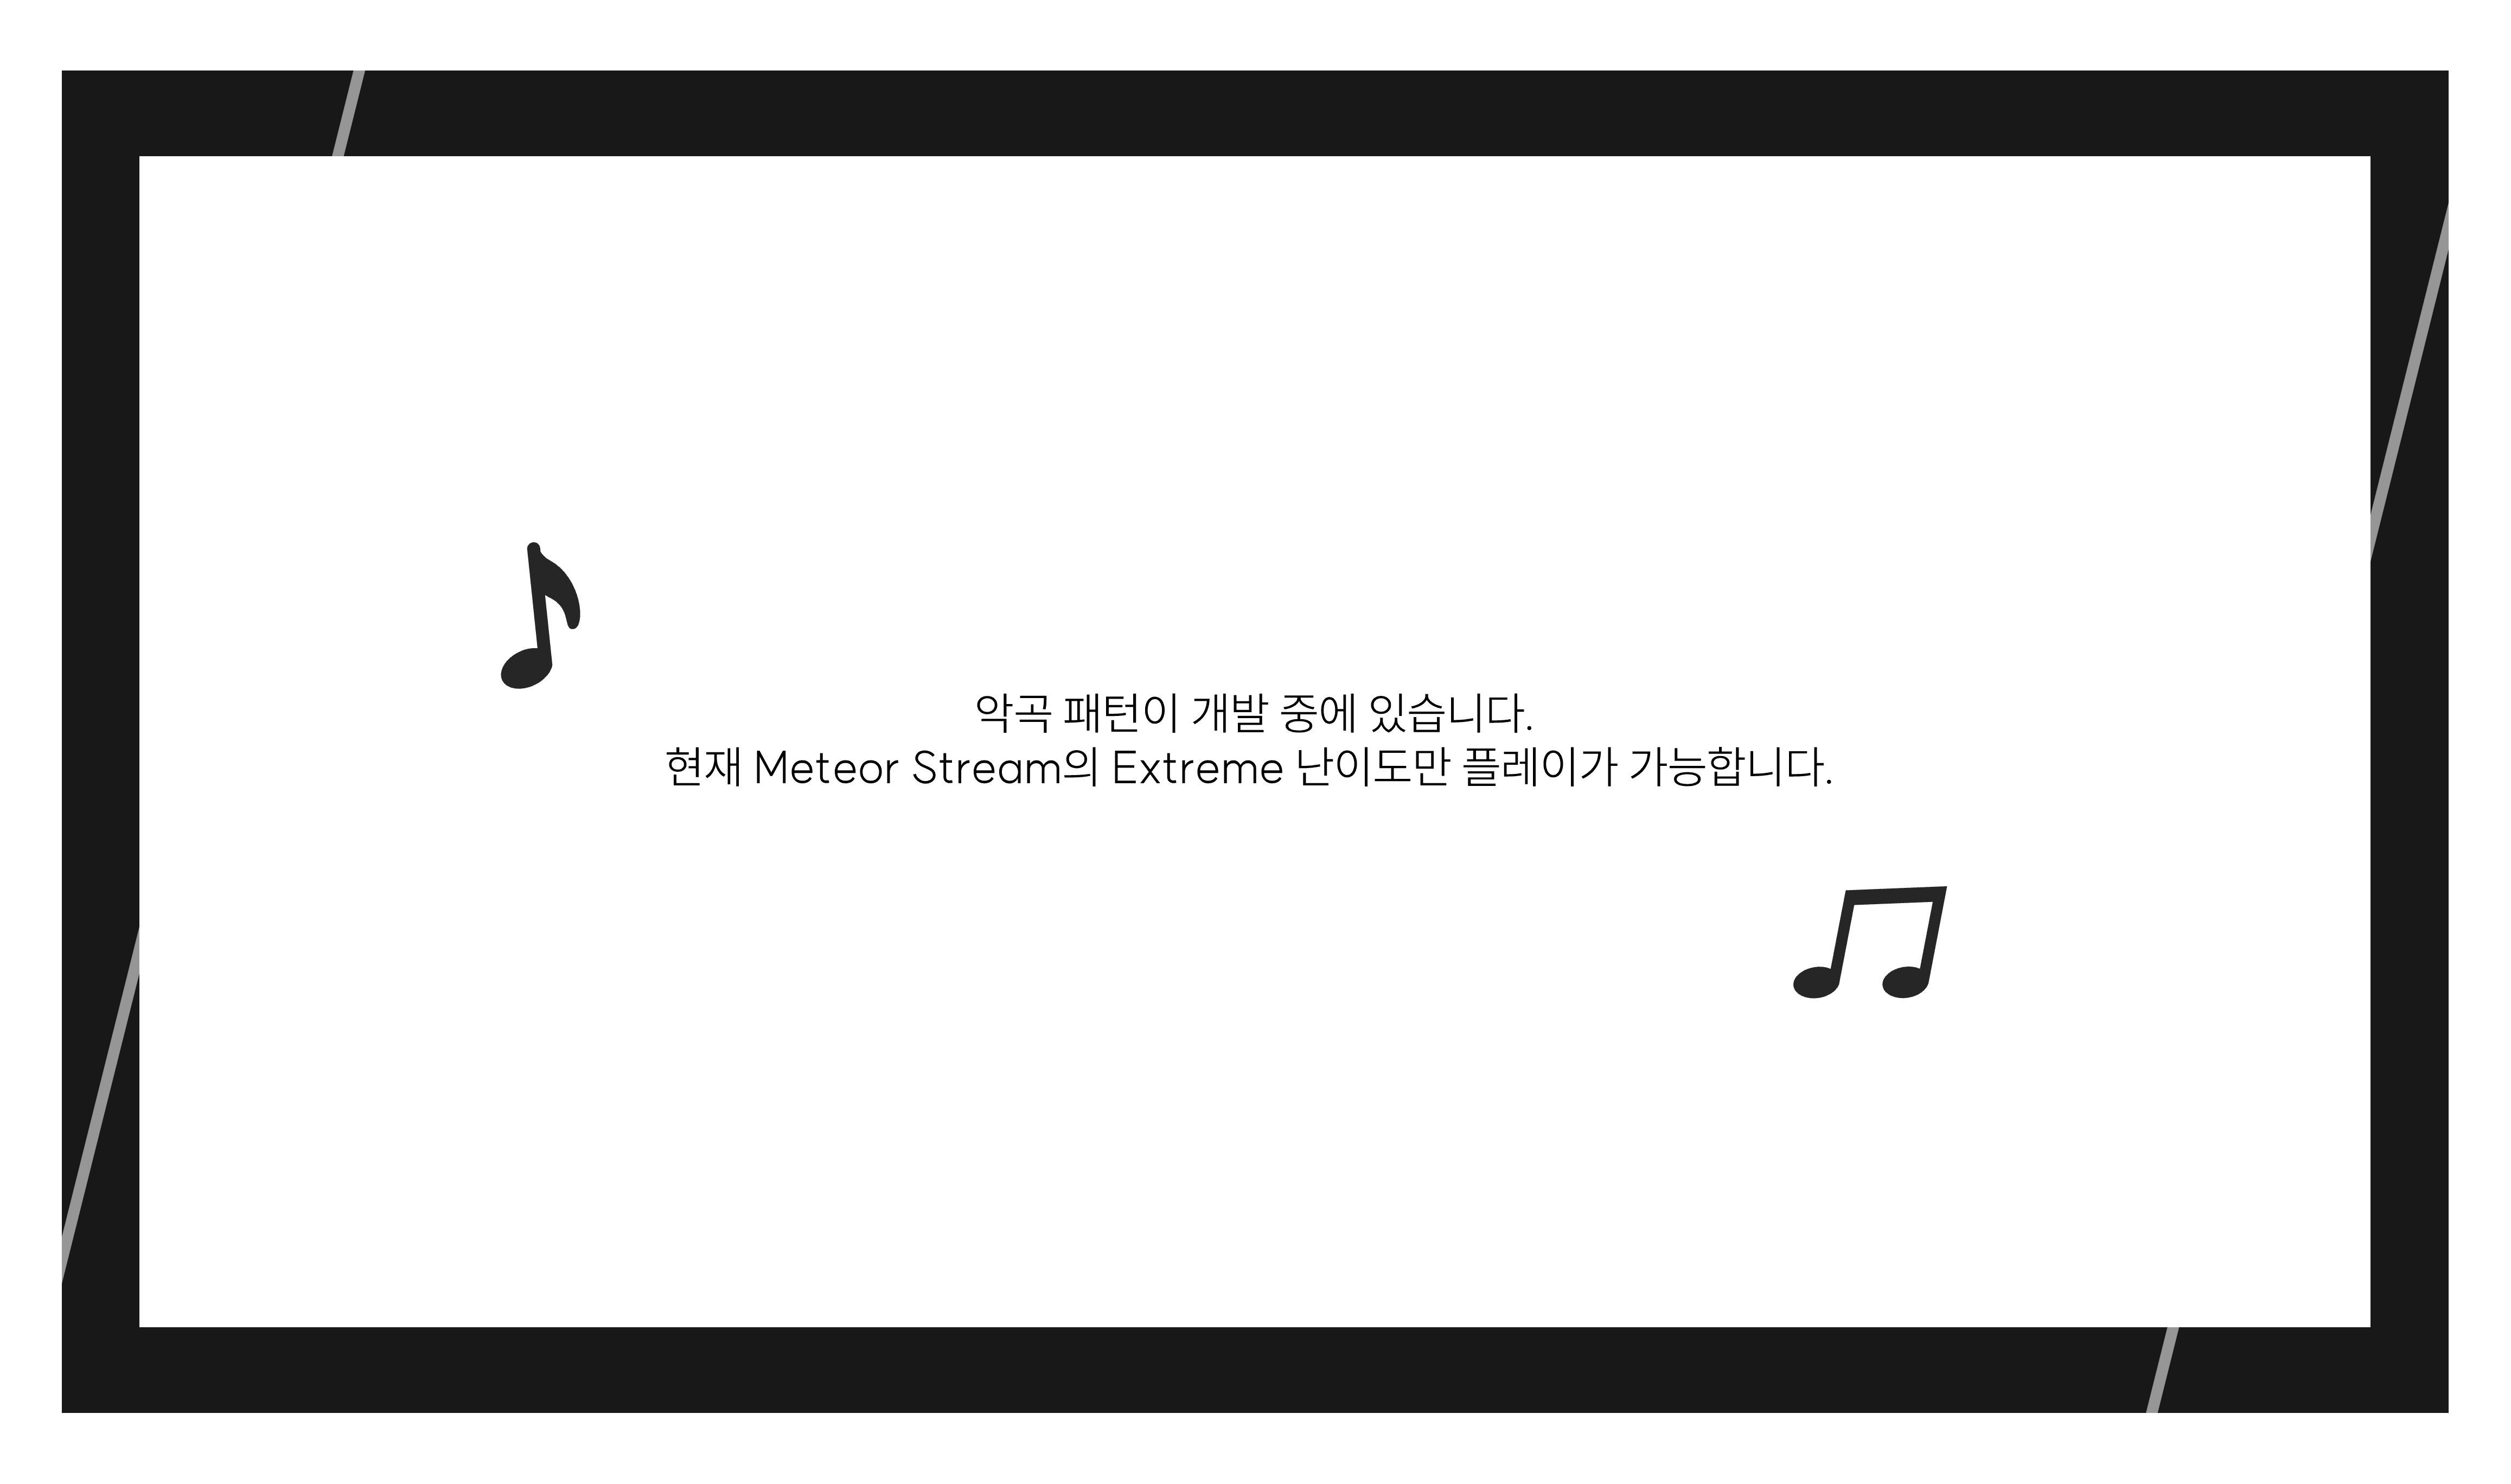 악곡 패턴이 개발 중에 있습니다.
현재 Meteor Stream의 Extreme 난이도만 플레이가 가능합니다.